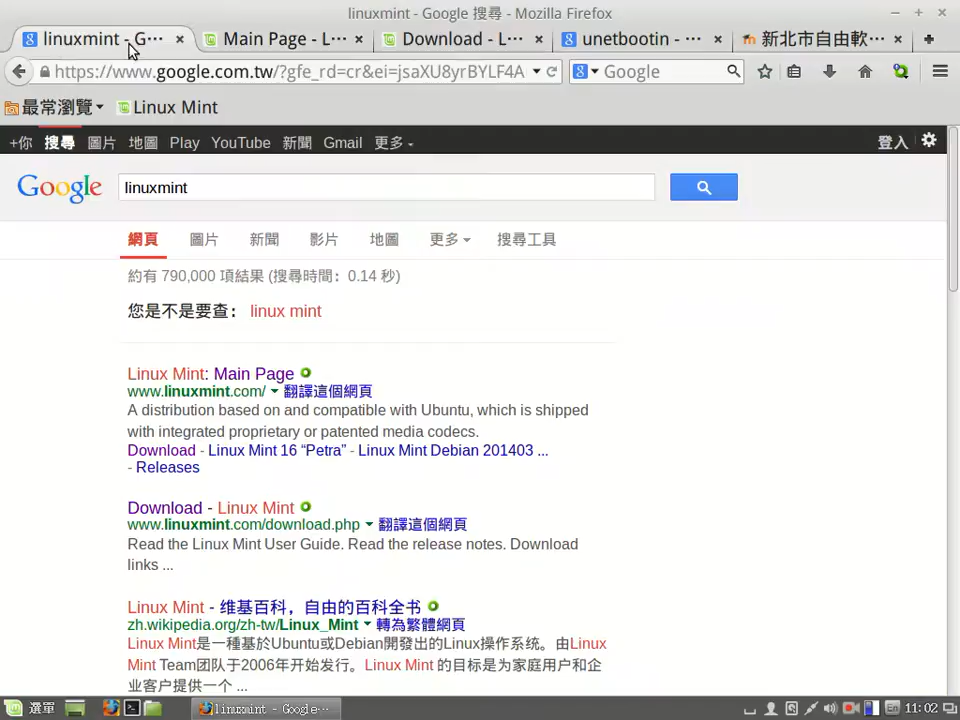 linuxmint - Google 搜尋 - Mozilla Firefox
linuxmint - G··· Main Page - L··· Download - L··· unetbootin - ··· 新北市自由軟···
https://www.google.com.tw/?gfe_rd=cr&ei=jsaXU8yrBYLF4A Google
最常瀏覽 Linux Mint
+你 搜尋 圖片 地圖 Play YouTube 新聞 Gmail 更多 登入
Google linuxmint
網頁 圖片 新聞 影片 地圖 更多 搜尋工具
約有 790,000 項結果 (搜尋時間：0.14 秒)
您是不是要查： linux mint
Linux Mint: Main Page
www.linuxmint.com/ 翻譯這個網頁
A distribution based on and compatible with Ubuntu, which is shipped
with integrated proprietary or patented media codecs.
Download - Linux Mint 16 “Petra” - Linux Mint Debian 201403 ...
- Releases
Download - Linux Mint
www.linuxmint.com/download.php 翻譯這個網頁
Read the Linux Mint User Guide. Read the release notes. Download
links ...
Linux Mint - 维基百科，自由的百科全书
zh.wikipedia.org/zh-tw/Linux_Mint 轉為繁體網頁
Linux Mint是一種基於Ubuntu或Debian開發出的Linux操作系统。由Linux
Mint Team团队于2006年开始发行。Linux Mint 的目标是为家庭用户和企
业客户提供一个 ...
選單 linuxmint - Google··· En 11:02